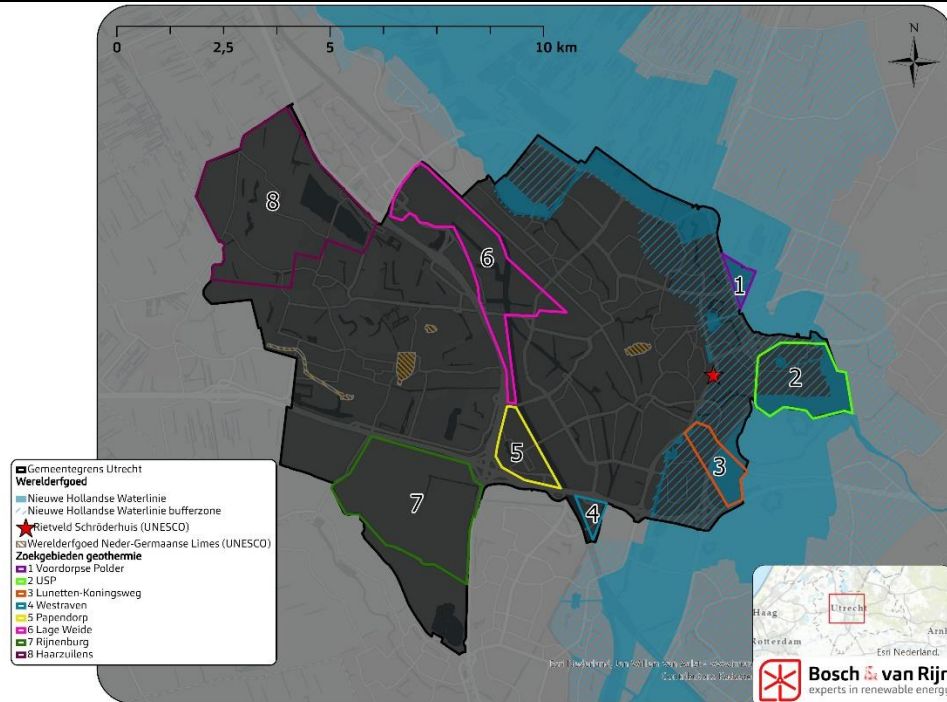 0 2,5 5 10 km
N
8
6
1
2
5
3
7
4
Gemeentegrens Utrecht
Werelderfgoed
Nieuwe Hollandse Waterlinie
Nieuwe Hollandse Waterlinie bufferzone
Rietveld Schröderhuis (UNESCO)
Werelderfgoed Neder-Germaanse Limes (UNESCO)
Zoekgebieden geothermie
1 Voordorpse Polder
2 USP
3 Lunetten-Koningsweg
4 Westraven
5 Papendorp
6 Lage Weide
7 Rijnenburg
8 Haarzuilens
Haag
Utrecht
Rotterdam
Esri Nederland,
Bosch & van Rijn
experts in renewable energy